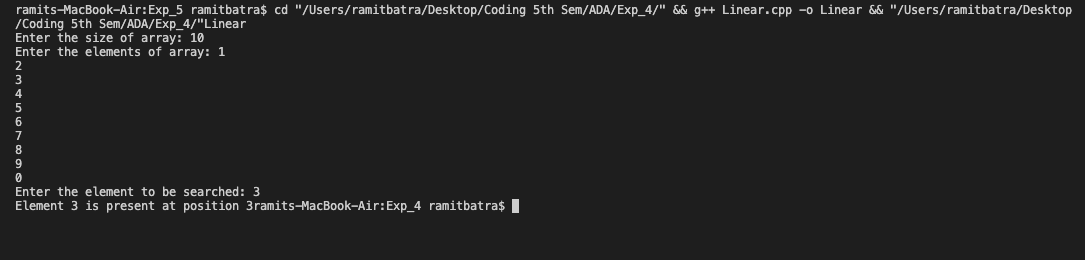 ramits-MacBook-Air:Exp_5 ramitbatra$ cd "/Users/ramitbatra/Desktop/Coding 5th Sem/ADA/Exp_4/" && g++ Linear.cpp -o Linear && "/Users/ramitbatra/Desktop
/Coding 5th Sem/ADA/Exp_4/"Linear
Enter the size of array: 10
Enter the elements of array: 1
2
3
4
5
6
7
8
9
0
Enter the element to be searched: 3
Element 3 is present at position 3ramits-MacBook-Air:Exp_4 ramitbatra$